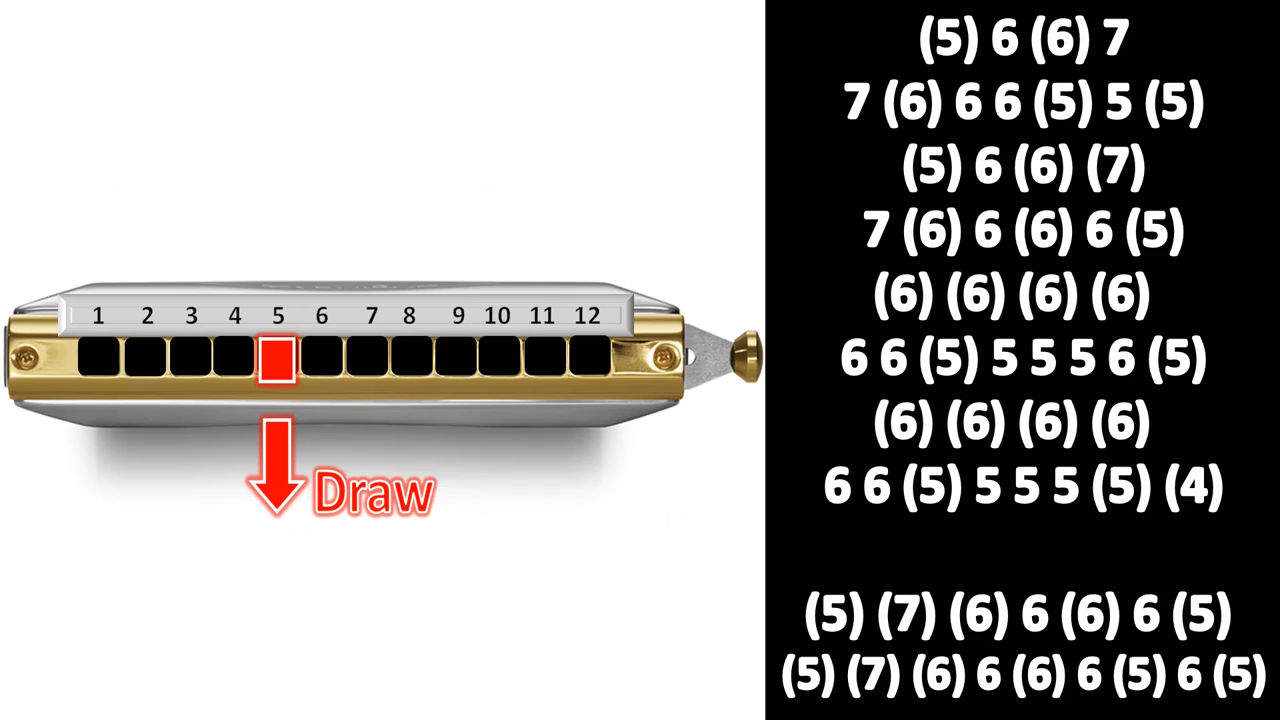 1 2 3 4 5 6 7 8 9 10 11 12
Draw
(5) 6 (6) 7
7 (6) 6 6 (5) 5 (5)
(5) 6 (6) (7)
7 (6) 6 (6) 6 (5)
(6) (6) (6) (6)
6 6 (5) 5 5 5 6 (5)
(6) (6) (6) (6)
6 6 (5) 5 5 5 (5) (4)
(5) (7) (6) 6 (6) 6 (5)
(5) (7) (6) 6 (6) 6 (5) 6 (5)